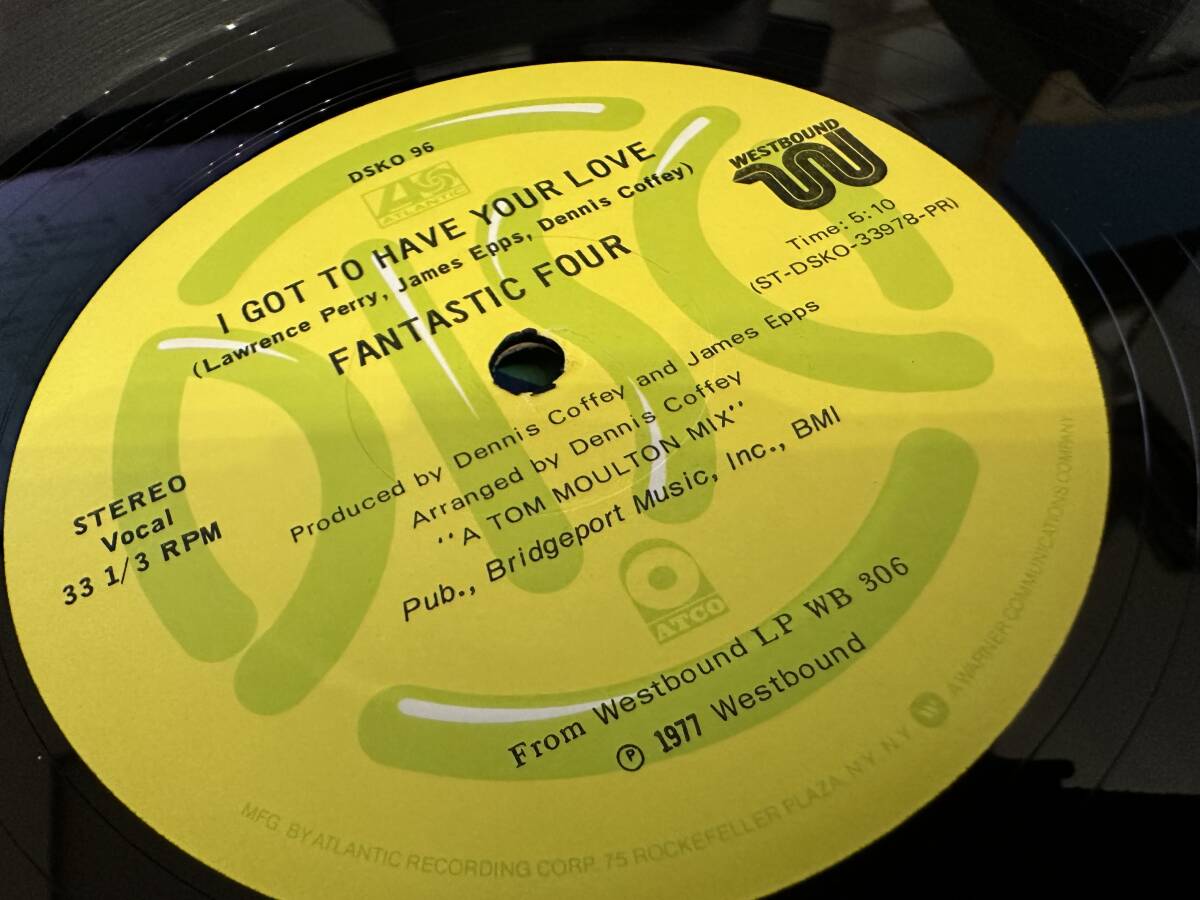 DSKO 96
ATLANTIC
WESTBOUND
I GOT TO HAVE YOUR LOVE
(Lawrence Perry, James Epps, Dennis Coffey)
FANTASTIC FOUR
Time: 5:10
(ST-DSKO-33978-PR)
STEREO
Vocal
33 1/3 RPM
Produced by Dennis Coffey and James Epps
Arranged by Dennis Coffey
"A TOM MOULTON MIX"
Pub., Bridgeport Music, Inc., BMI
ATCO
From Westbound LP WB 306
℗ 1977 Westbound
DISCO
MFG. BY ATLANTIC RECORDING CORP. 75 ROCKEFELLER PLAZA, N.Y. N.Y. W A WARNER COMMUNICATIONS COMPANY